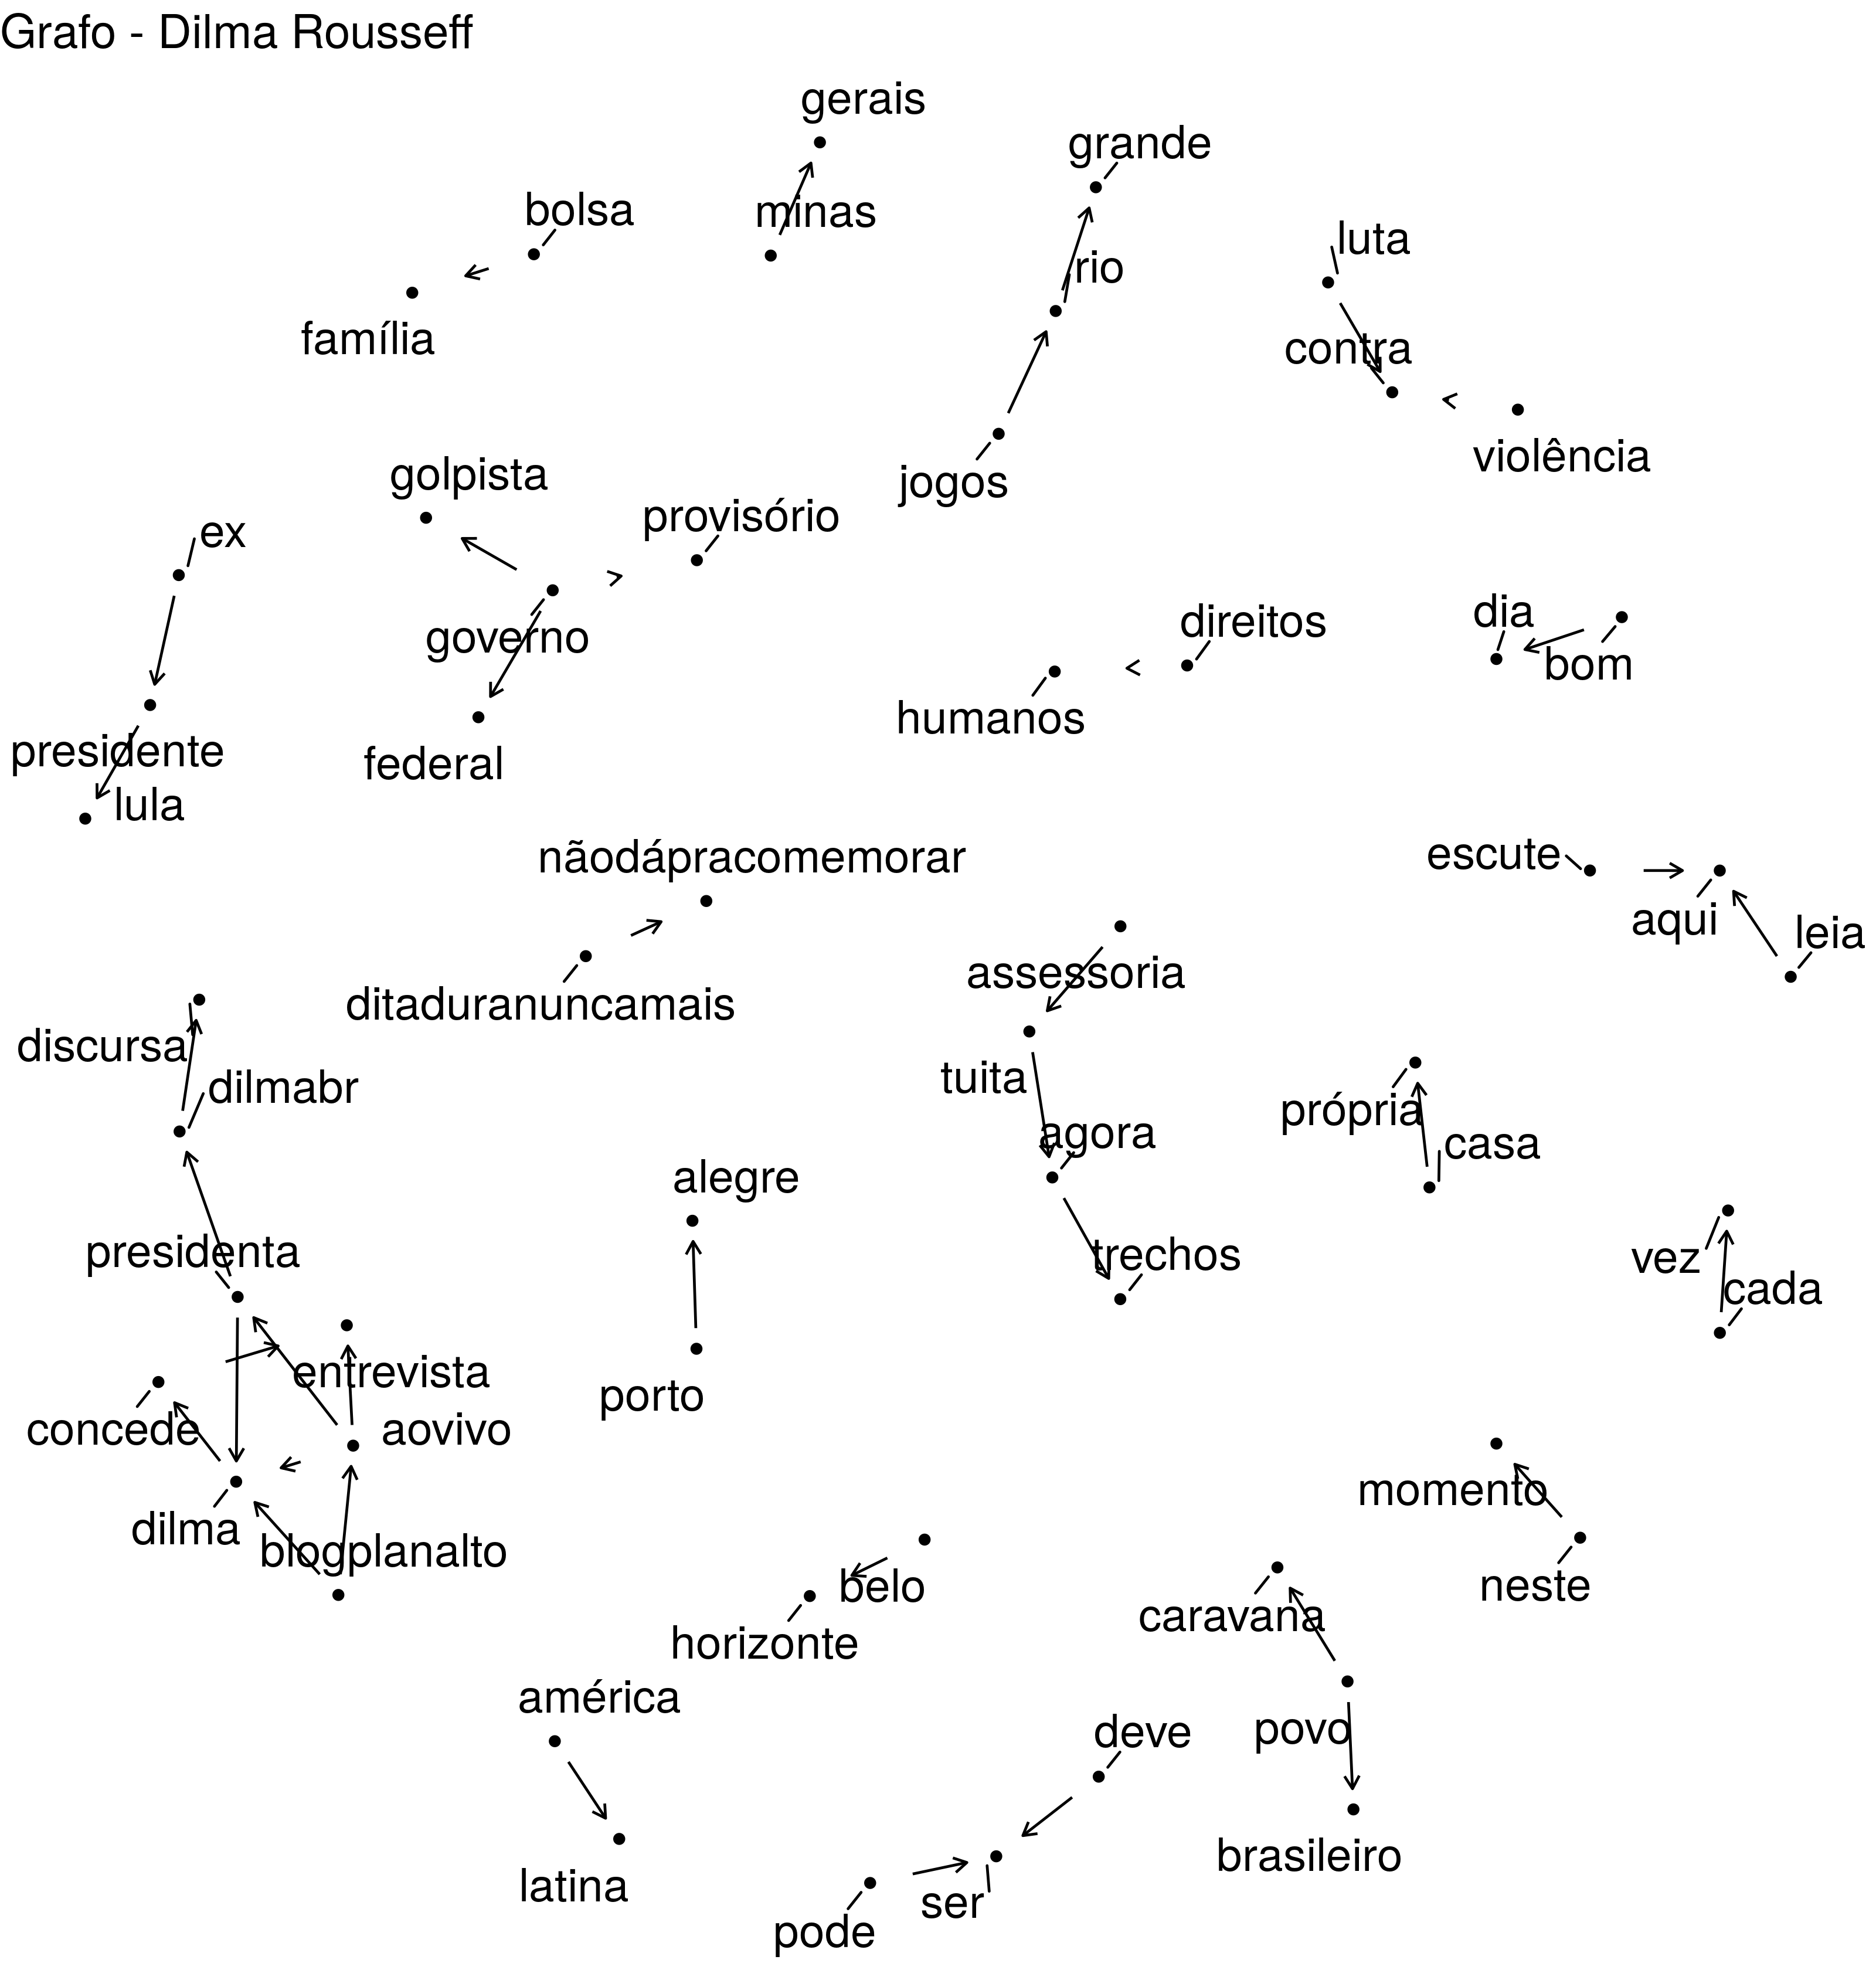 Grafo - Dilma Rousseff
gerais
grande
bolsa
minas
luta
rio
família
contra
violência
golpista
jogos
provisório
ex
direitos
dia
governo
bom
humanos
presidente
federal
lula
nãodápracomemorar
escute
aqui
leia
assessoria
ditaduranuncamais
discursa
tuita
dilmabr
própria
agora
casa
alegre
presidenta
trechos
vez
cada
entrevista
porto
concede
aovivo
momento
dilma
blogplanalto
belo
neste
caravana
horizonte
américa
povo
deve
brasileiro
latina
ser
pode